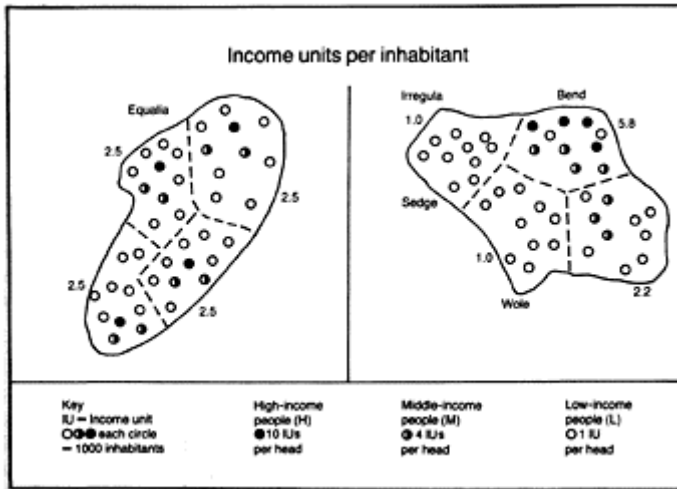 Income units per inhabitant
Equalia
2.5
2.5
2.5
2.5
Irregula
Bend
1.0
5.8
Sedge
1.0
2.2
Wole
Key
IU – Income unit
each circle
– 1000 inhabitants
High-income
people (H)
10 IUs
per head
Middle-income
people (M)
4 IUs
per head
Low-income
people (L)
1 IU
per head